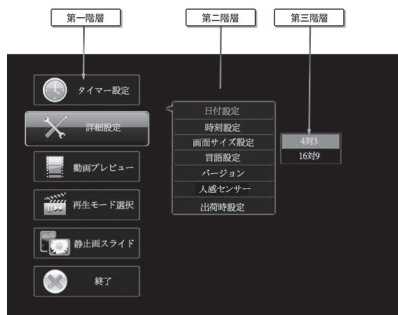 第一階層
第二階層
第三階層
タイマー設定
詳細設定
動画プレビュー
再生モード選択
静止画スライド
終了
日付設定
時刻設定
画面サイズ設定
言語設定
バージョン
人感センサー
出荷時設定
4対3
16対9